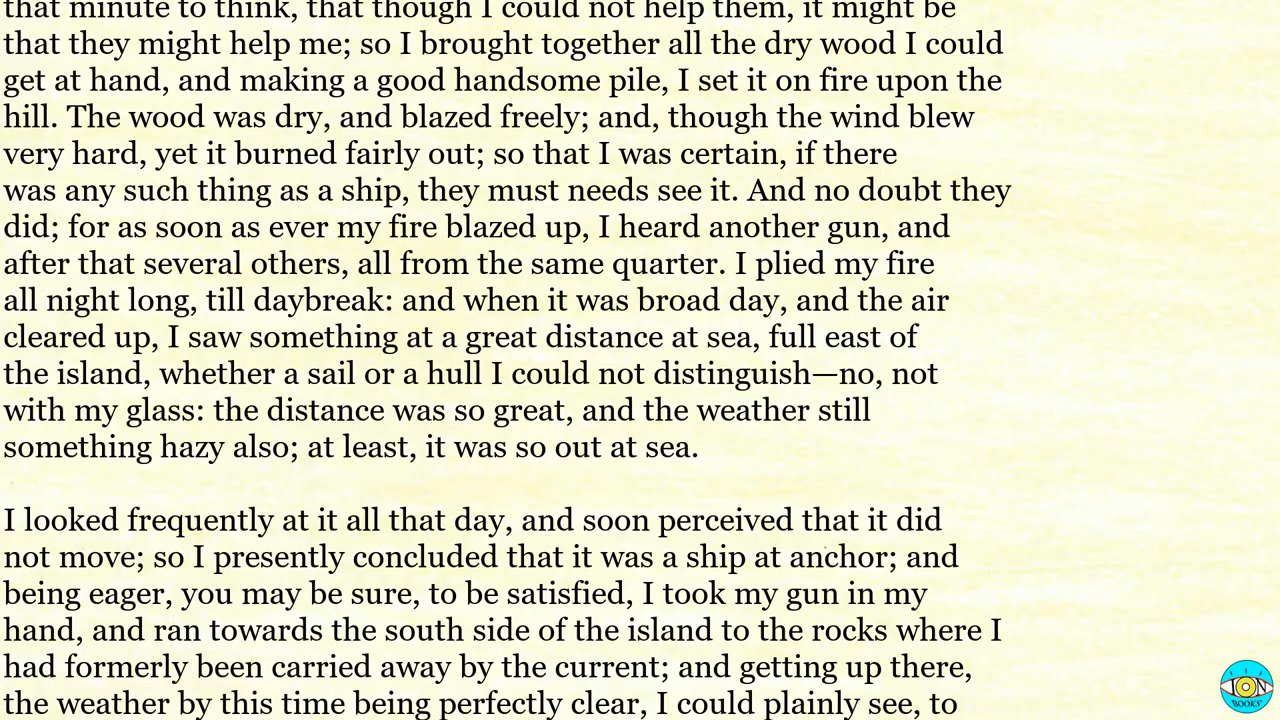 that minute to think, that though I could not help them, it might be
that they might help me; so I brought together all the dry wood I could
get at hand, and making a good handsome pile, I set it on fire upon the
hill. The wood was dry, and blazed freely; and, though the wind blew
very hard, yet it burned fairly out; so that I was certain, if there
was any such thing as a ship, they must needs see it. And no doubt they
did; for as soon as ever my fire blazed up, I heard another gun, and
after that several others, all from the same quarter. I plied my fire
all night long, till daybreak: and when it was broad day, and the air
cleared up, I saw something at a great distance at sea, full east of
the island, whether a sail or a hull I could not distinguish—no, not
with my glass: the distance was so great, and the weather still
something hazy also; at least, it was so out at sea.

I looked frequently at it all that day, and soon perceived that it did
not move; so I presently concluded that it was a ship at anchor; and
being eager, you may be sure, to be satisfied, I took my gun in my
hand, and ran towards the south side of the island to the rocks where I
had formerly been carried away by the current; and getting up there,
the weather by this time being perfectly clear, I could plainly see, to
ION
BOOKS